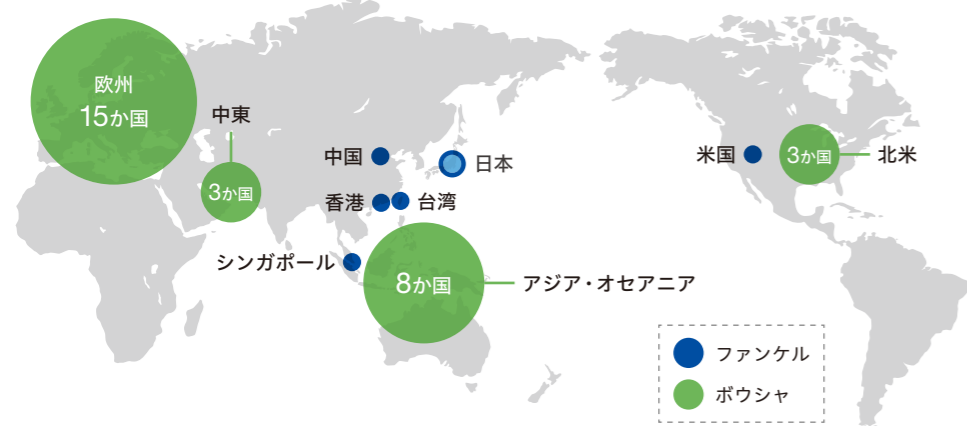 欧州
15か国
中東
3か国
中国
日本
香港
台湾
シンガポール
8か国
アジア・オセアニア
米国
3か国
北米
ファンケル
ボウシャ